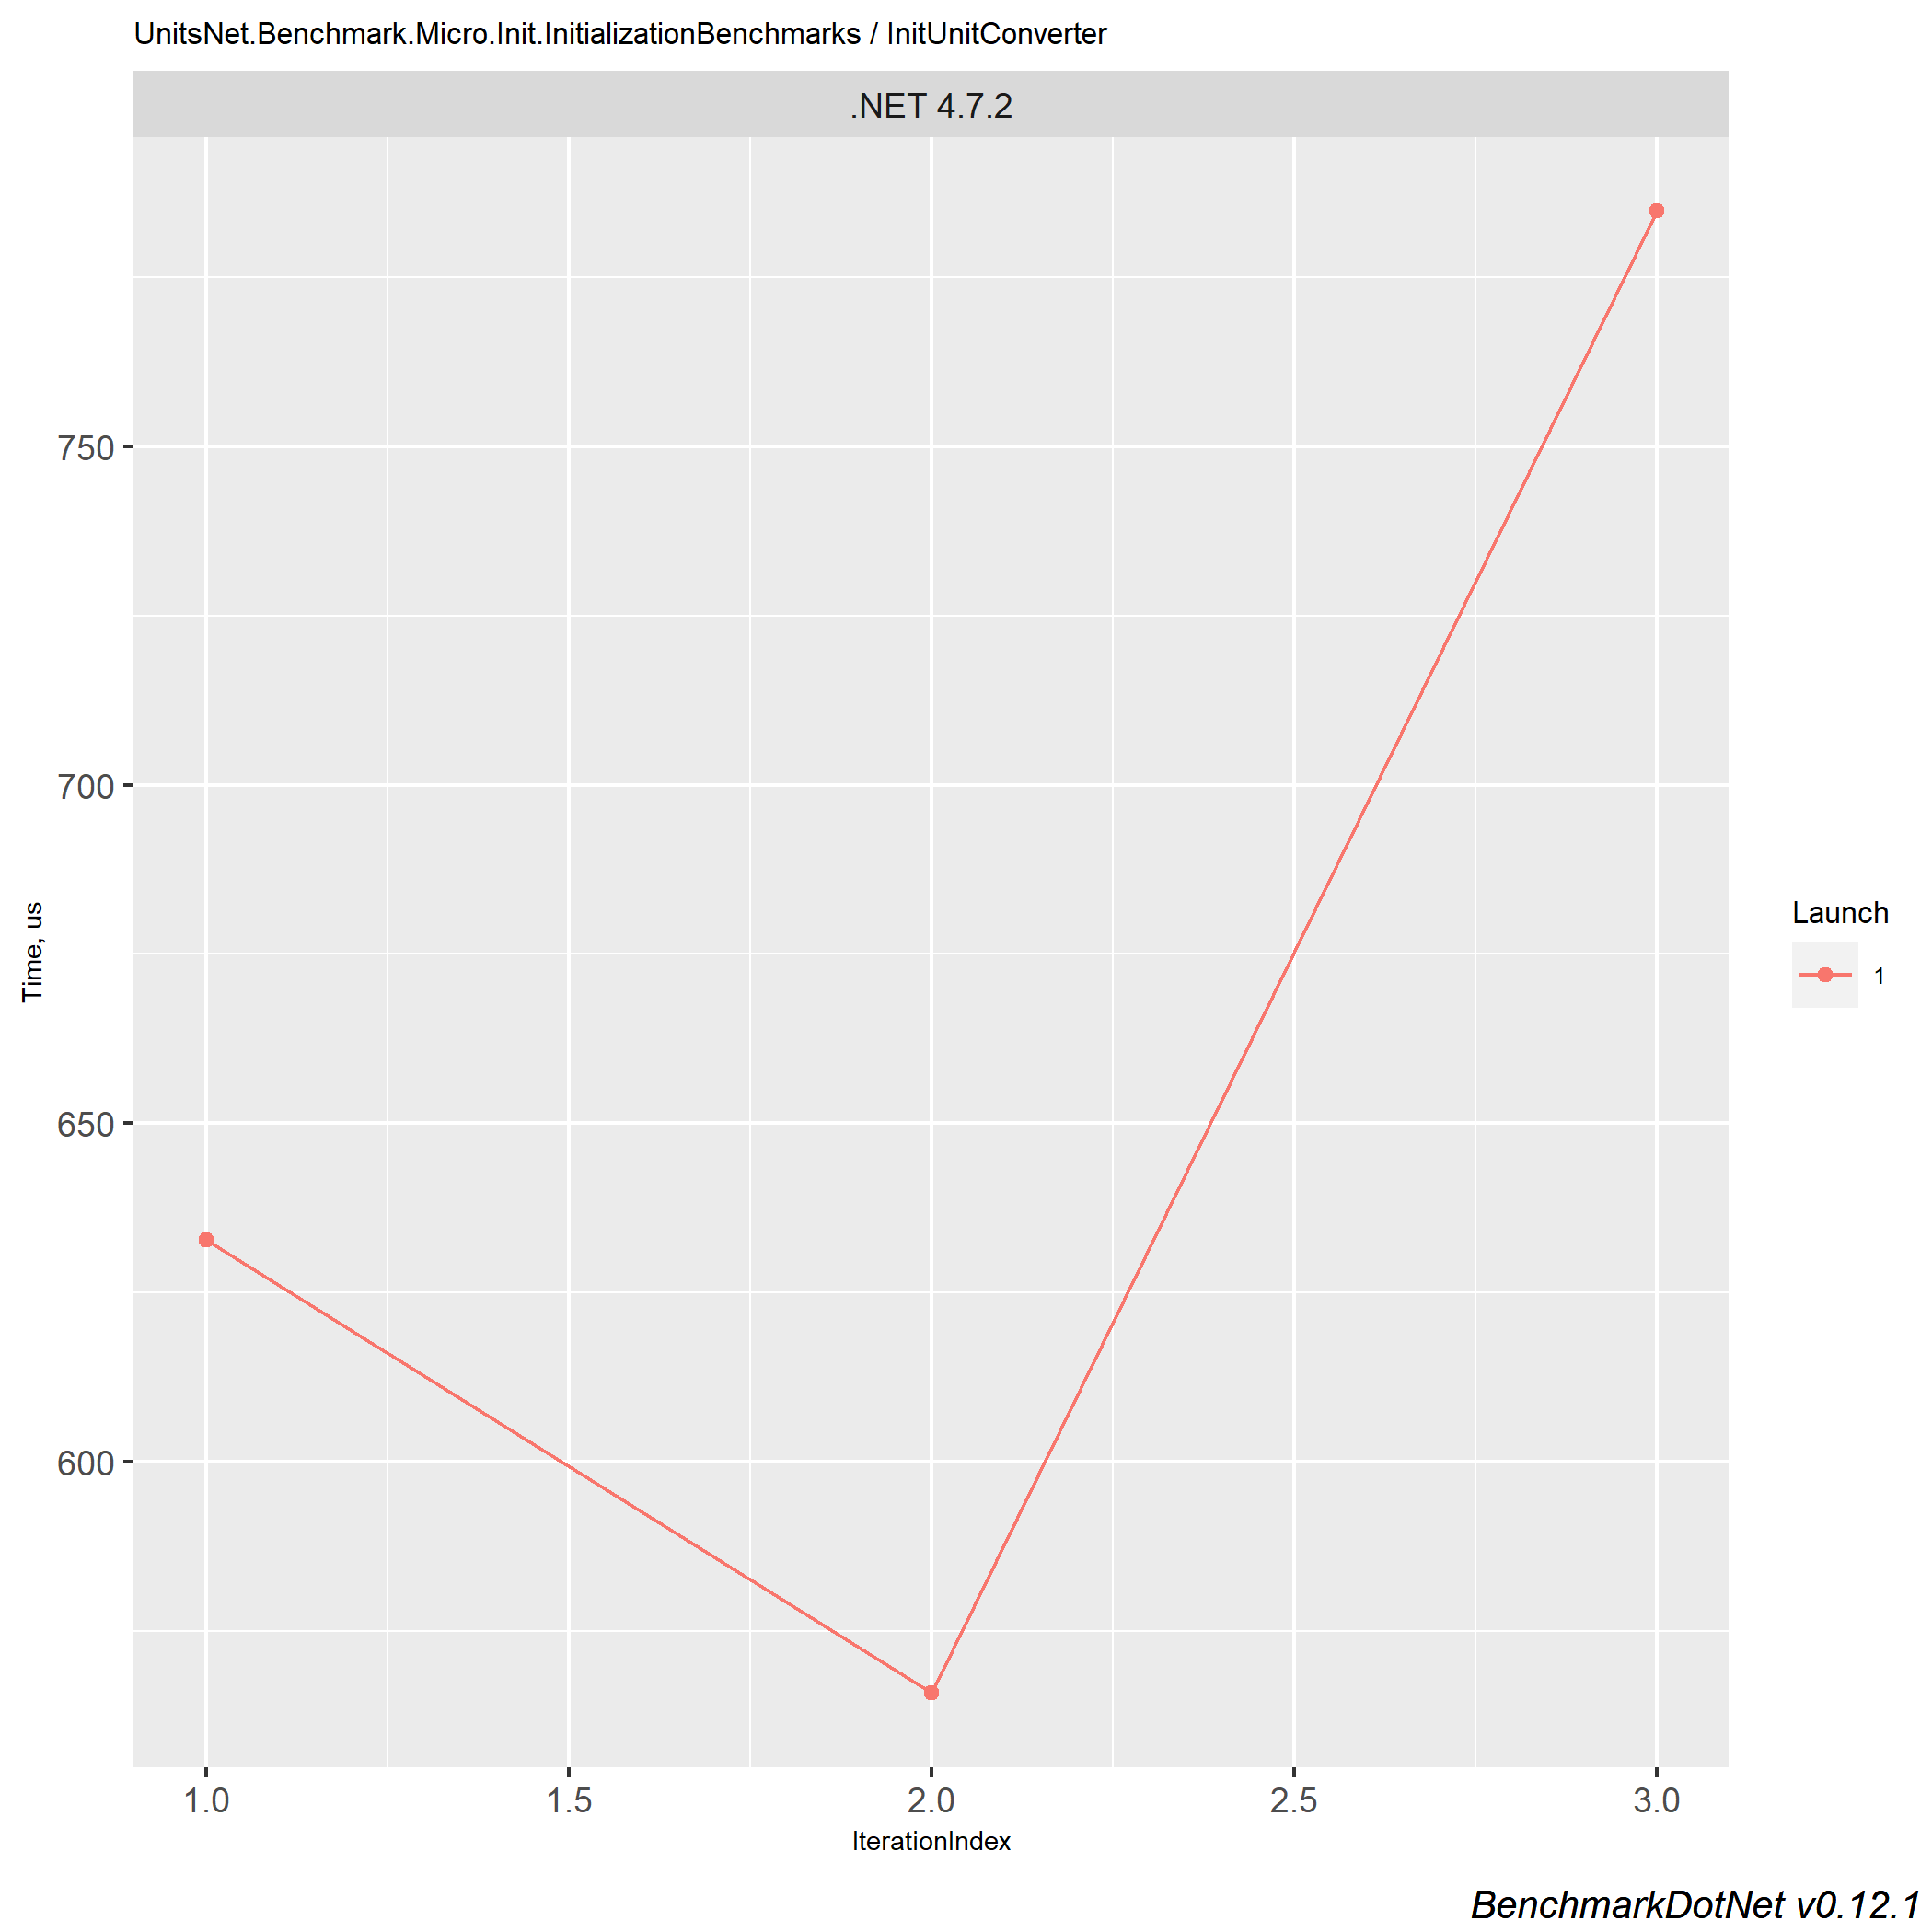 UnitsNet.Benchmark.Micro.Init.InitializationBenchmarks / InitUnitConverter
.NET 4.7.2
750
700
650
600
Time, us
1.0 1.5 2.0 2.5 3.0
IterationIndex
Launch
1
BenchmarkDotNet v0.12.1